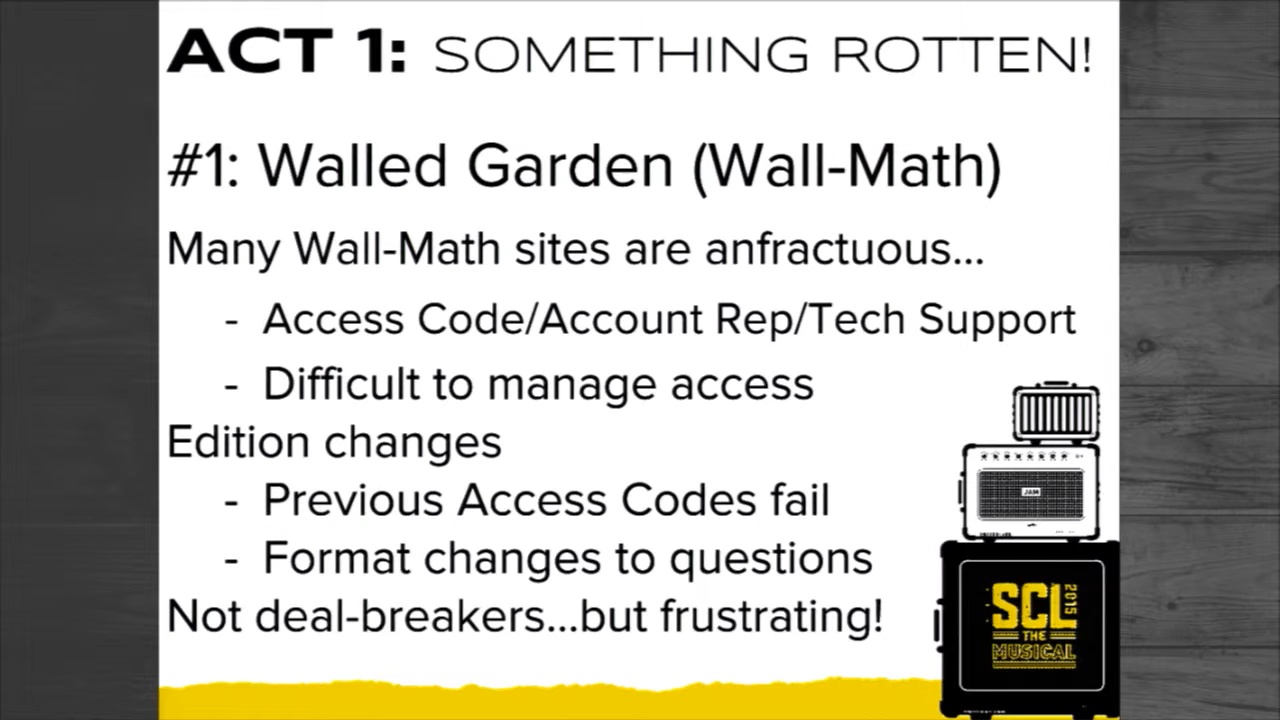 ACT 1: SOMETHING ROTTEN!
#1: Walled Garden (Wall-Math)
Many Wall-Math sites are anfractuous...
- Access Code/Account Rep/Tech Support
- Difficult to manage access
Edition changes
- Previous Access Codes fail
- Format changes to questions
Not deal-breakers...but frustrating!
JAM
SCL 2015
THE
MUSICAL